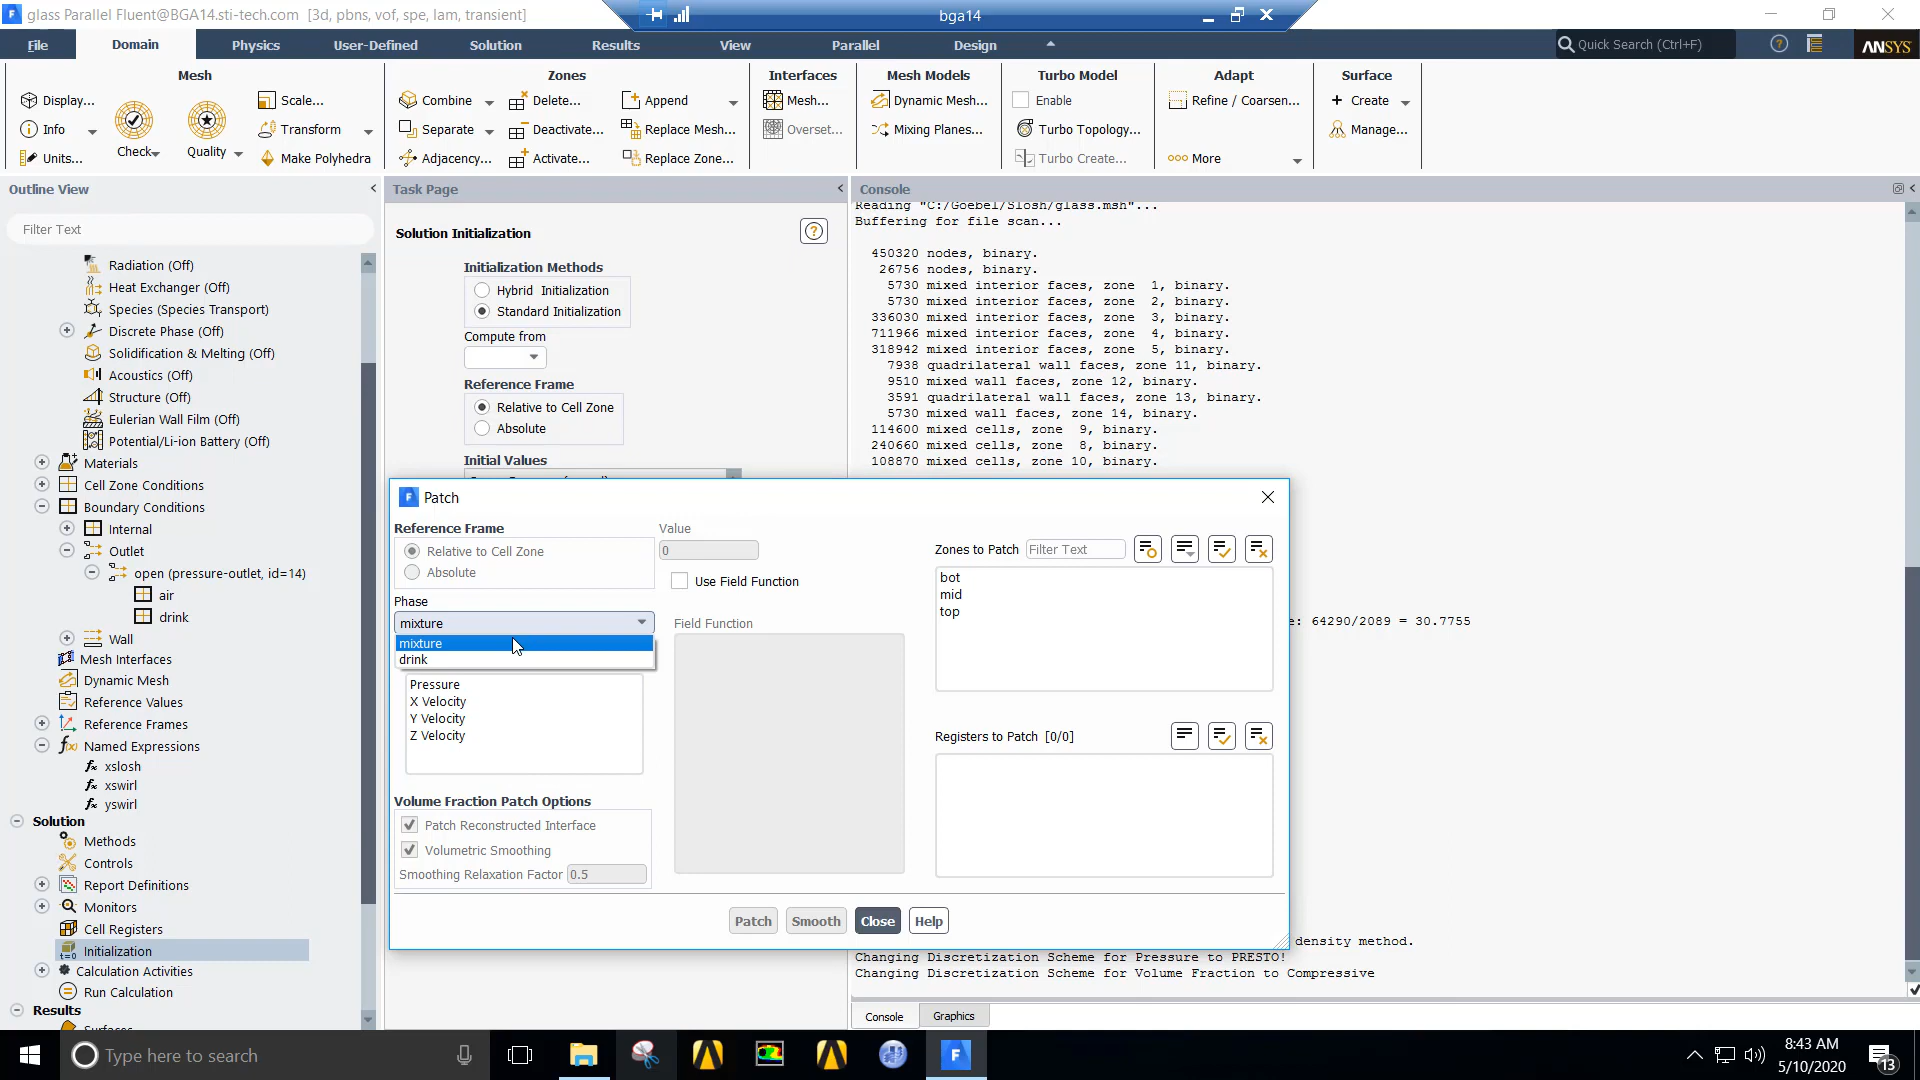 glass Parallel Fluent@BGA14.sti-tech.com [3d, pbns, vof, spe, lam, transient]
bga14
File Domain Physics User-Defined Solution Results View Parallel Design
Quick Search (Ctrl+F)
ANSYS
Mesh
Display...
Info
Units...
Check
Quality
Scale...
Transform
Make Polyhedra
Zones
Combine
Separate
Adjacency...
Delete...
Deactivate...
Activate...
Append
Replace Mesh...
Replace Zone...
Interfaces
Mesh...
Overset...
Mesh Models
Dynamic Mesh...
Mixing Planes...
Turbo Model
Enable
Turbo Topology...
Turbo Create...
Adapt
Refine / Coarsen...
More
Surface
Create
Manage...
Outline View
Filter Text
Radiation (Off)
Heat Exchanger (Off)
Species (Species Transport)
Discrete Phase (Off)
Solidification & Melting (Off)
Acoustics (Off)
Structure (Off)
Eulerian Wall Film (Off)
Potential/Li-ion Battery (Off)
Materials
Cell Zone Conditions
Boundary Conditions
Internal
Outlet
open (pressure-outlet, id=14)
air
drink
Wall
Mesh Interfaces
Dynamic Mesh
Reference Values
Reference Frames
Named Expressions
xslosh
xswirl
yswirl
Solution
Methods
Controls
Report Definitions
Monitors
Cell Registers
Initialization
Calculation Activities
Run Calculation
Results
Task Page
Solution Initialization
Initialization Methods
Hybrid Initialization
Standard Initialization
Compute from
Reference Frame
Relative to Cell Zone
Absolute
Initial Values
Console
Reading "C:/Goebel/Slosh/glass.msh"...
Buffering for file scan...
450320 nodes, binary.
26756 nodes, binary.
5730 mixed interior faces, zone 1, binary.
5730 mixed interior faces, zone 2, binary.
336030 mixed interior faces, zone 3, binary.
711966 mixed interior faces, zone 4, binary.
318942 mixed interior faces, zone 5, binary.
7938 quadrilateral wall faces, zone 11, binary.
9510 mixed wall faces, zone 12, binary.
3591 quadrilateral wall faces, zone 13, binary.
5730 mixed wall faces, zone 14, binary.
114600 mixed cells, zone 9, binary.
240660 mixed cells, zone 8, binary.
108870 mixed cells, zone 10, binary.
e: 64290/2089 = 30.7755
density method.
Changing Discretization Scheme for Pressure to PRESTO!
Changing Discretization Scheme for Volume Fraction to Compressive
Console Graphics
Patch
Reference Frame
Relative to Cell Zone
Absolute
Phase
mixture
mixture
drink
Pressure
X Velocity
Y Velocity
Z Velocity
Volume Fraction Patch Options
Patch Reconstructed Interface
Volumetric Smoothing
Smoothing Relaxation Factor 0.5
Value
0
Use Field Function
Field Function
Zones to Patch Filter Text
bot
mid
top
Registers to Patch [0/0]
Patch Smooth Close Help
Type here to search
8:43 AM
5/10/2020
13